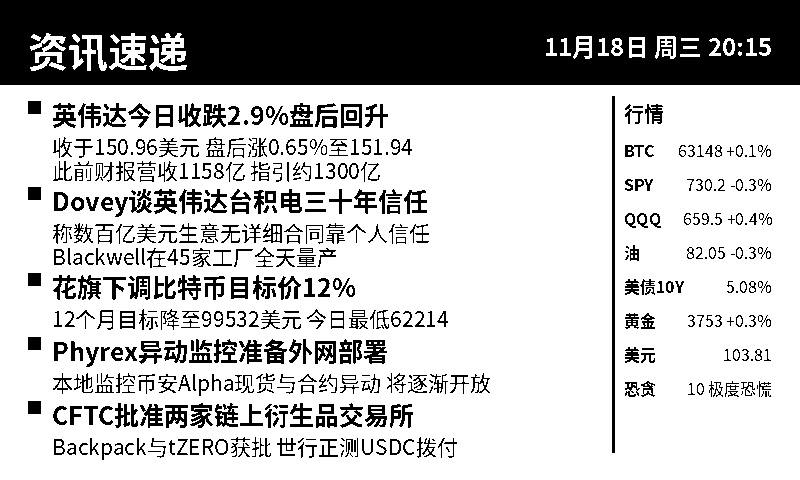 资讯速递
11月18日 周三 20:15
英伟达今日收跌2.9%盘后回升
收于150.96美元 盘后涨0.65%至151.94
此前财报营收1158亿 指引约1300亿
Dovey谈英伟达台积电三十年信任
称数百亿美元生意无详细合同靠个人信任
Blackwell在45家工厂全天量产
花旗下调比特币目标价12%
12个月目标降至99532美元 今日最低62214
Phyrex异动监控准备外网部署
本地监控币安Alpha现货与合约异动 将逐渐开放
CFTC批准两家链上衍生品交易所
Backpack与tZERO获批 世行正测USDC拨付
行情
BTC 63148 +0.1%
SPY 730.2 -0.3%
QQQ 659.5 +0.4%
油 82.05 -0.3%
美债10Y 5.08%
黄金 3753 +0.3%
美元 103.81
恐贪 10 极度恐慌